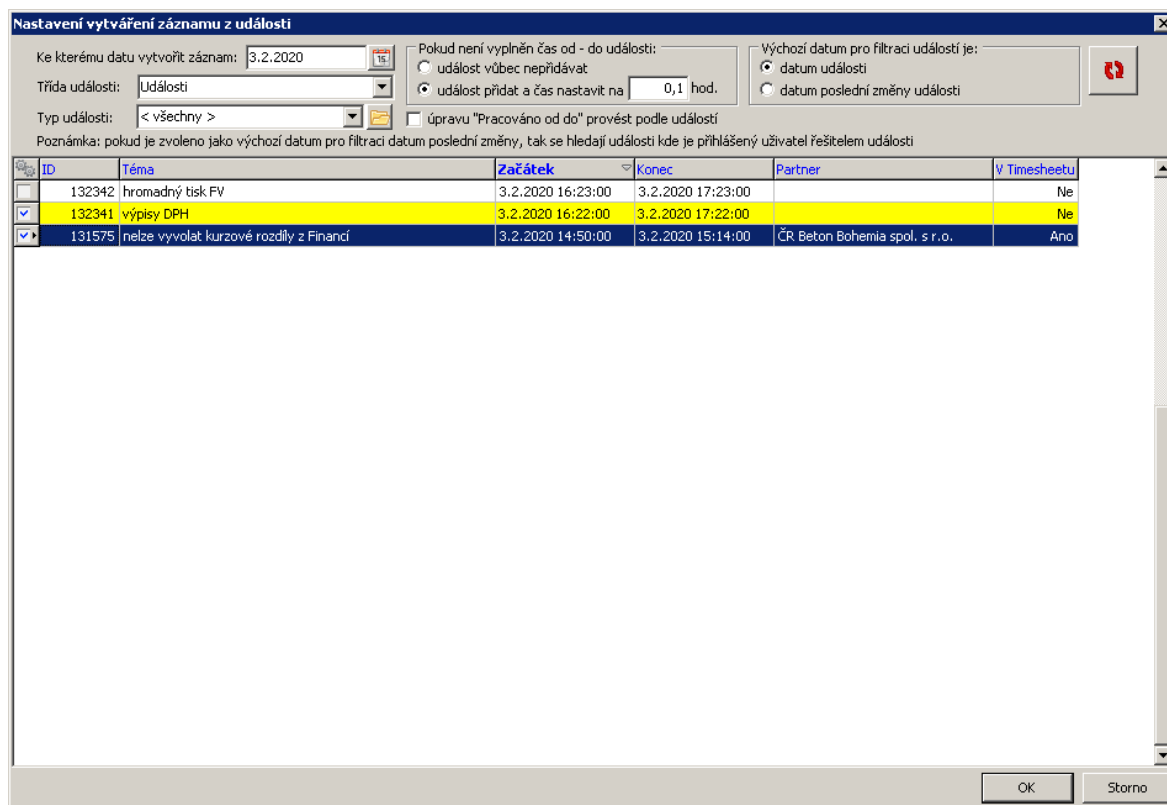 Nastavení vytváření záznamu z události
Ke kterému datu vytvořit záznam: 3.2.2020 15
Třída události: Události
Typ události: < všechny >
Pokud není vyplněn čas od - do události:
událost vůbec nepřidávat
událost přidat a čas nastavit na 0,1 hod.
úpravu "Pracováno od do" provést podle událostí
Výchozí datum pro filtraci událostí je:
datum události
datum poslední změny události
Poznámka: pokud je zvoleno jako výchozí datum pro filtraci datum poslední změny, tak se hledají události kde je přihlášený uživatel řešitelem události
ID Téma Začátek Konec Partner V Timesheetu
132342 hromadný tisk FV 3.2.2020 16:23:00 3.2.2020 17:23:00 Ne
132341 výpisy DPH 3.2.2020 16:22:00 3.2.2020 17:22:00 Ne
131575 nelze vyvolat kurzové rozdíly z Financí 3.2.2020 14:50:00 3.2.2020 15:14:00 ČR Beton Bohemia spol. s r.o. Ano
OK Storno